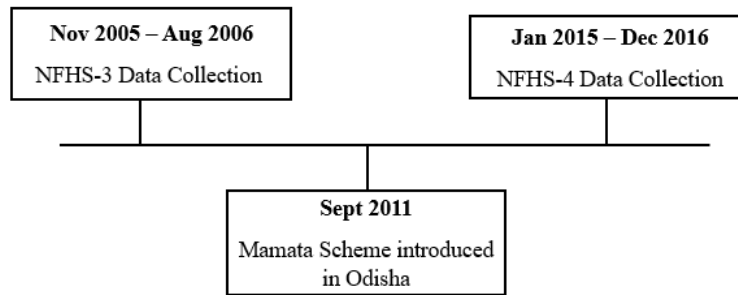 Nov 2005 – Aug 2006
NFHS-3 Data Collection
Jan 2015 – Dec 2016
NFHS-4 Data Collection
Sept 2011
Mamata Scheme introduced
in Odisha